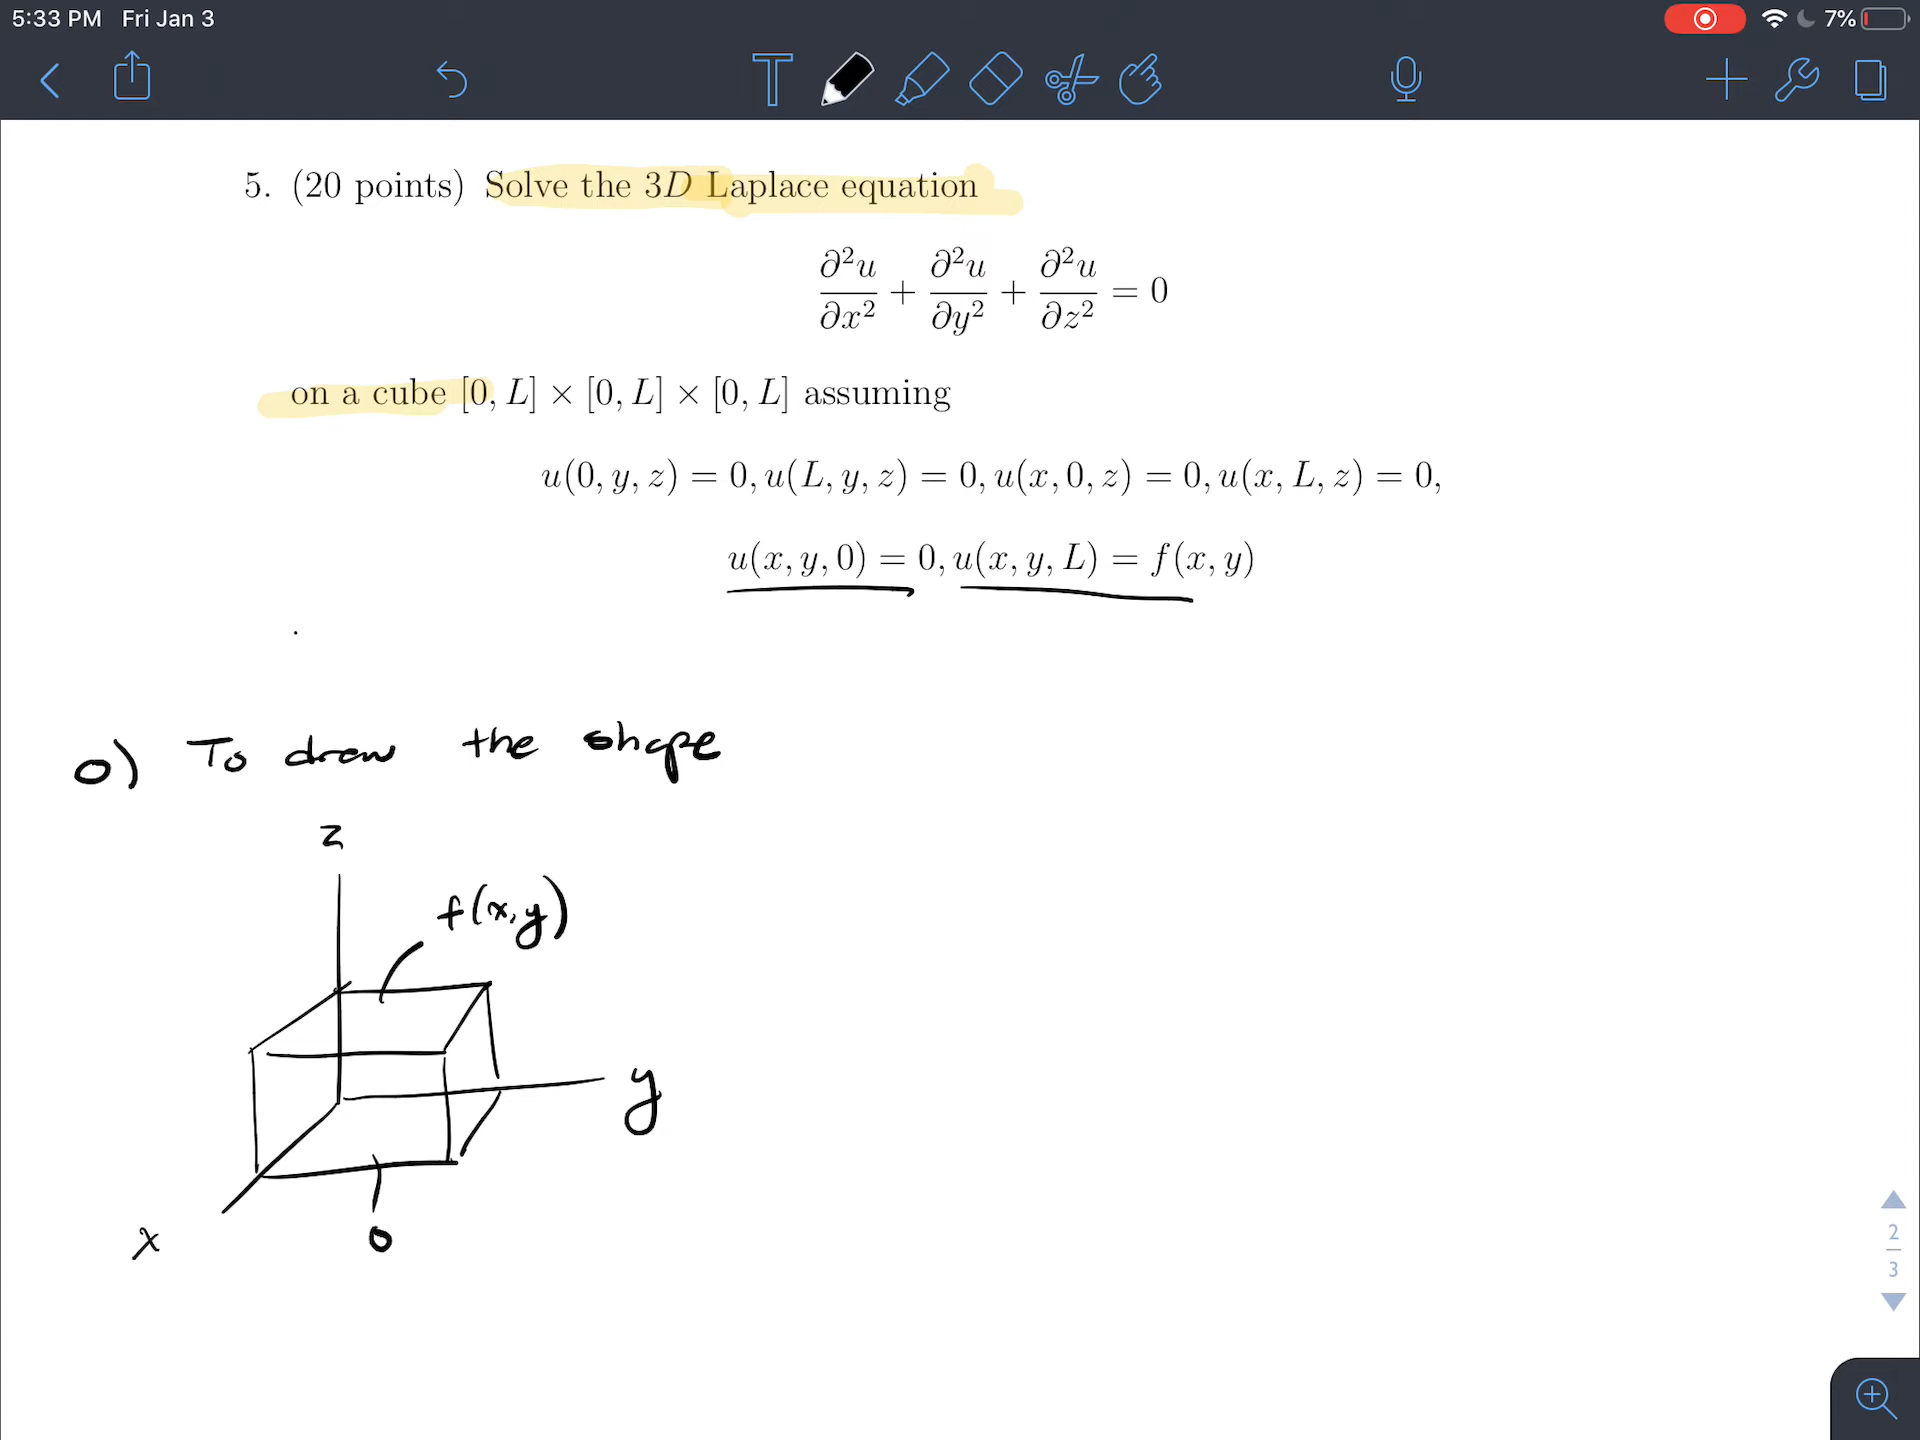 5:33 PM Fri Jan 3 7%
T
5. (20 points) Solve the 3D Laplace equation
∂²u/∂x² + ∂²u/∂y² + ∂²u/∂z² = 0
on a cube [0, L] × [0, L] × [0, L] assuming
u(0, y, z) = 0, u(L, y, z) = 0, u(x, 0, z) = 0, u(x, L, z) = 0,
u(x, y, 0) = 0, u(x, y, L) = f(x, y)
.
0) To draw the shape
z
f(x,y)
y
x
0
2
3